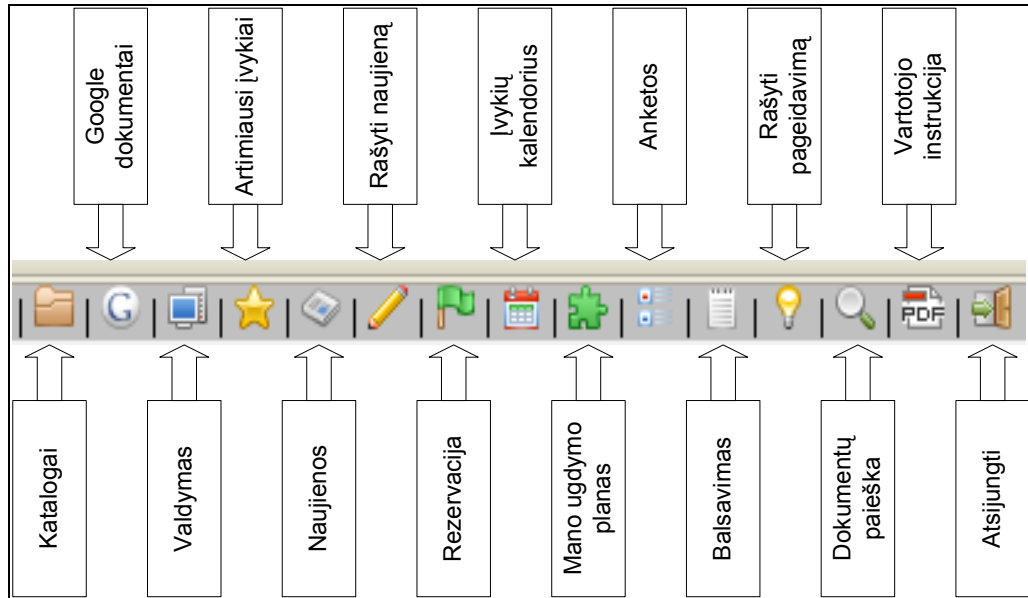 Google
dokumentai
Artimiausi įvykiai
Rašyti naujieną
Įvykių
kalendorius
Anketos
Rašyti
pageidavimą
Vartotojo
instrukcija
G
PDF
Katalogai
Valdymas
Naujienos
Rezervacija
Mano ugdymo
planas
Balsavimas
Dokumentų
paieška
Atsijungti